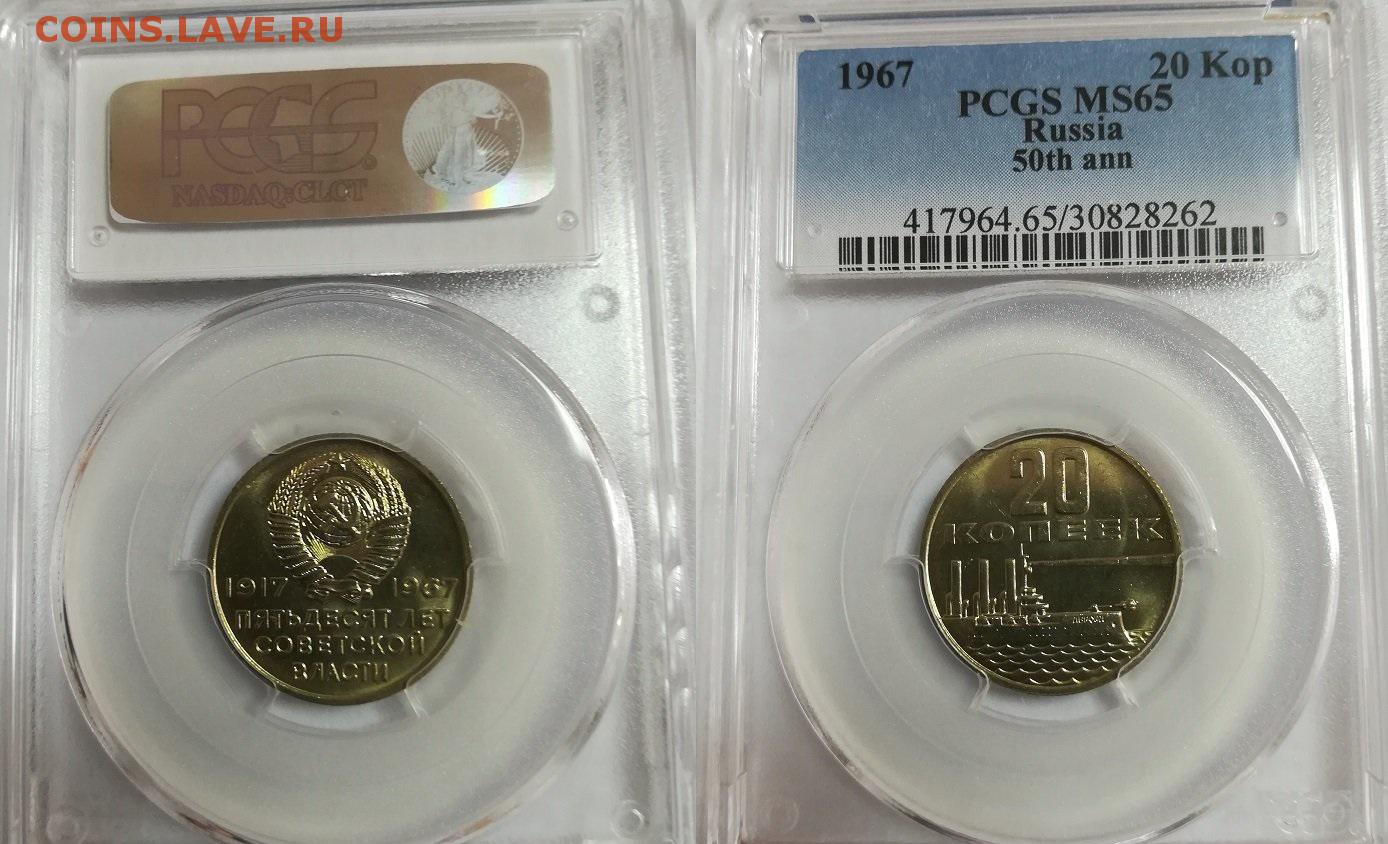 COINS.LAVE.RU
PCGS
NASDAQ:CLCT
1917 1967
ПЯТЬДЕСЯТ ЛЕТ
СОВЕТСКОЙ
ВЛАСТИ
1967 20 Kop
PCGS MS65
Russia
50th ann
417964.65/30828262
20
КОПЕЕК